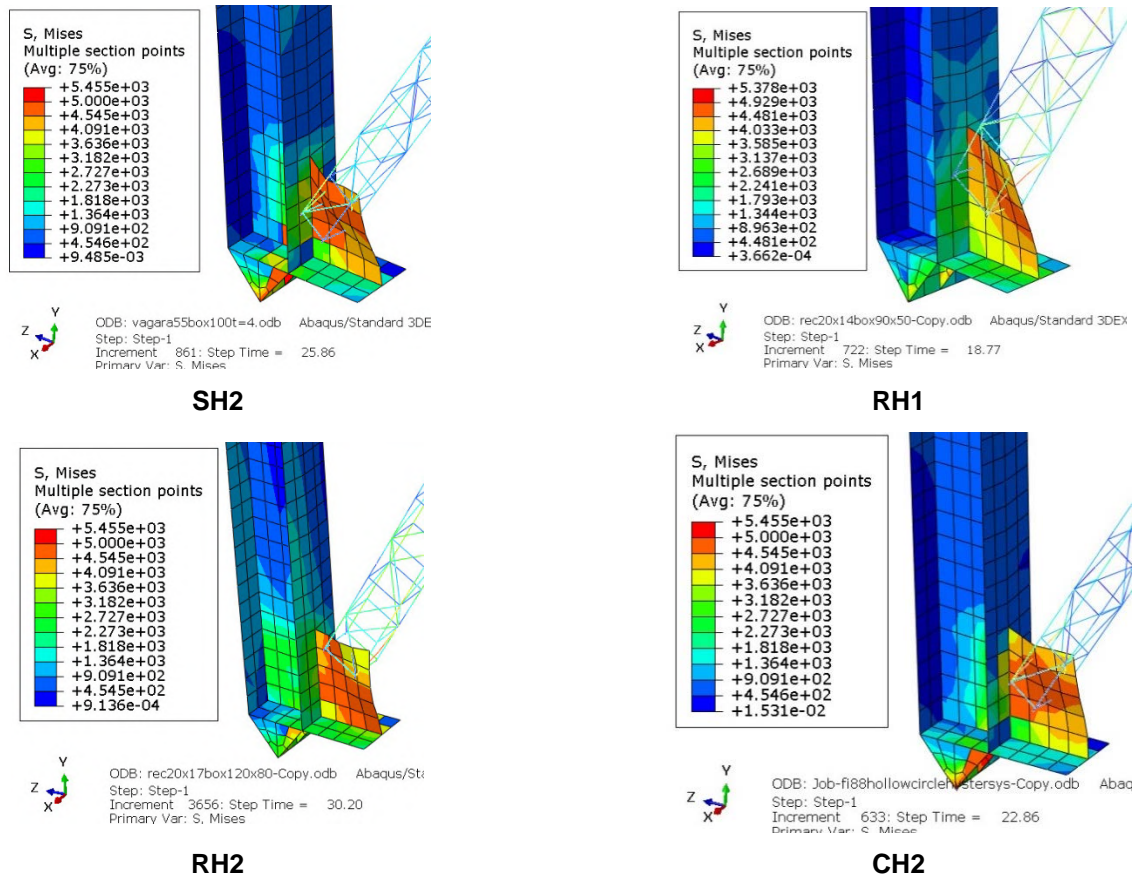 S, Mises
Multiple section points
(Avg: 75%)
+5.455e+03
+5.000e+03
+4.545e+03
+4.091e+03
+3.636e+03
+3.182e+03
+2.727e+03
+2.273e+03
+1.818e+03
+1.364e+03
+9.091e+02
+4.546e+02
+9.485e-03
Y
Z
X
ODB: vagara55box100t=4.odb Abaqus/Standard 3DE
Step: Step-1
Increment 861: Step Time = 25.86
Primary Var: S, Mises
SH2
S, Mises
Multiple section points
(Avg: 75%)
+5.378e+03
+4.929e+03
+4.481e+03
+4.033e+03
+3.585e+03
+3.137e+03
+2.689e+03
+2.241e+03
+1.793e+03
+1.344e+03
+8.963e+02
+4.481e+02
+3.662e-04
Y
Z
X
ODB: rec20x14box90x50-Copy.odb Abaqus/Standard 3DEX
Step: Step-1
Increment 722: Step Time = 18.77
Primary Var: S, Mises
RH1
S, Mises
Multiple section points
(Avg: 75%)
+5.455e+03
+5.000e+03
+4.545e+03
+4.091e+03
+3.636e+03
+3.182e+03
+2.727e+03
+2.273e+03
+1.818e+03
+1.364e+03
+9.091e+02
+4.545e+02
+9.136e-04
Y
Z
X
ODB: rec20x17box120x80-Copy.odb Abaqus/Sta
Step: Step-1
Increment 3656: Step Time = 30.20
Primary Var: S, Mises
RH2
S, Mises
Multiple section points
(Avg: 75%)
+5.455e+03
+5.000e+03
+4.545e+03
+4.091e+03
+3.636e+03
+3.182e+03
+2.727e+03
+2.273e+03
+1.818e+03
+1.364e+03
+9.091e+02
+4.546e+02
+1.531e-02
Y
Z
X
ODB: Abaq
Step: Step-1
Increment 633: Step Time = 22.86
Primary Var: S, Mises
CH2